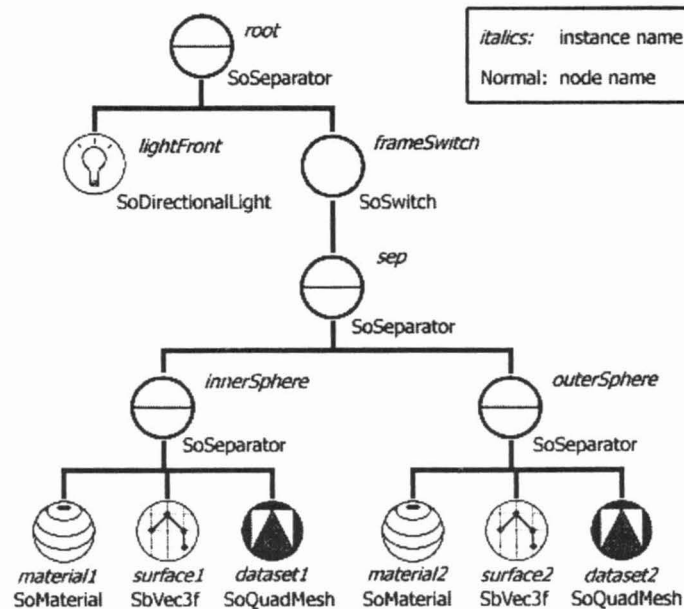 root
SoSeparator
italics: instance name
Normal: node name
lightFront
SoDirectionalLight
frameSwitch
SoSwitch
sep
SoSeparator
innerSphere
SoSeparator
outerSphere
SoSeparator
material1 surface1 dataset1 material2 surface2 dataset2
SoMaterial SbVec3f SoQuadMesh SoMaterial SbVec3f SoQuadMesh